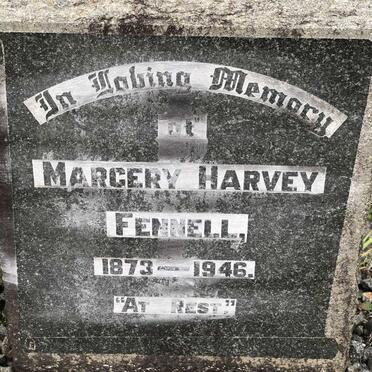 In Loving Memory
of
MARGERY HARVEY
FENNELL,
1873 — 1946.
"AT REST,"